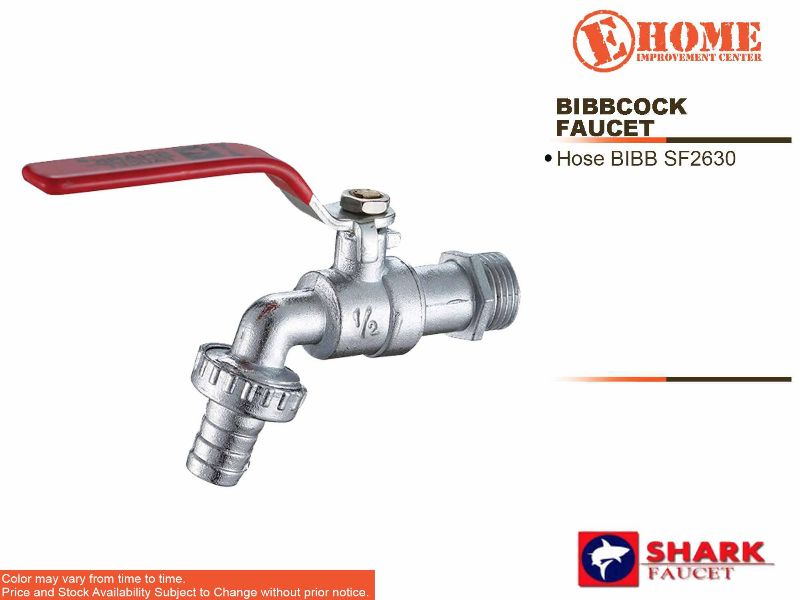 E HOME
IMPROVEMENT CENTER
BIBBCOCK
FAUCET
• Hose BIBB SF2630
1/2
SHARK
FAUCET
Color may vary from time to time.
Price and Stock Availability Subject to Change without prior notice.